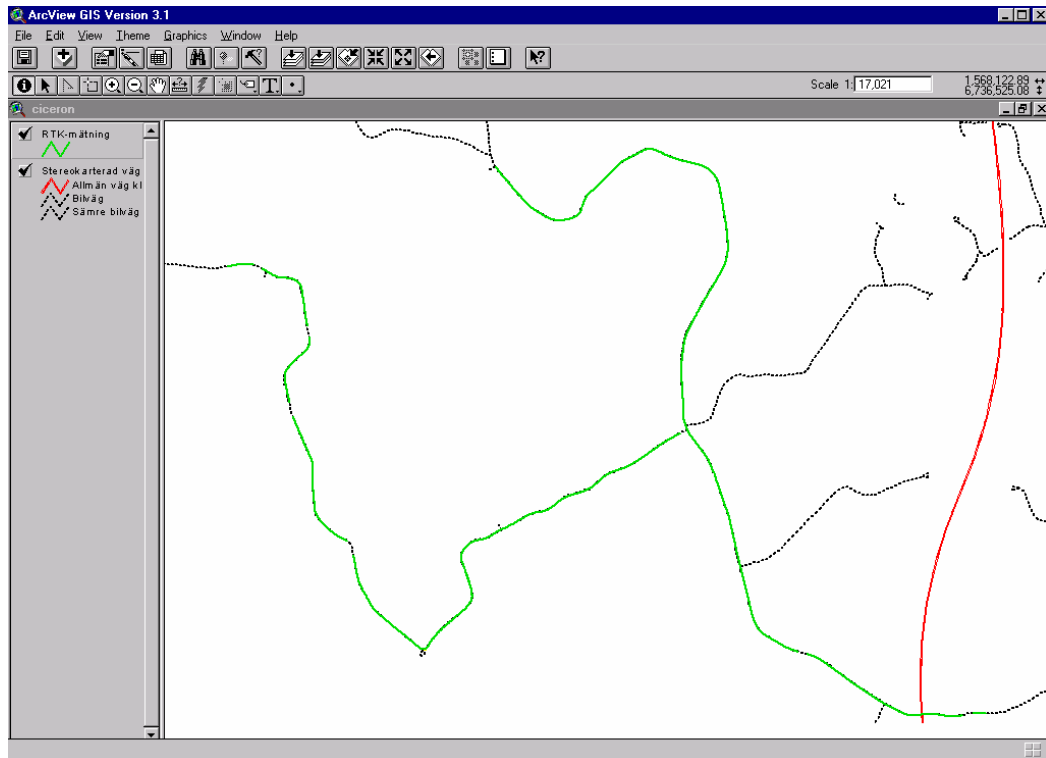 ArcView GIS Version 3.1
File Edit View Theme Graphics Window Help
Scale 1: 17,021
1,568,122.89
6,736,525.08
ciceron
RTK-mätning
Stereokarterad väg
Allmän väg kl
Bilväg
Sämre bilväg